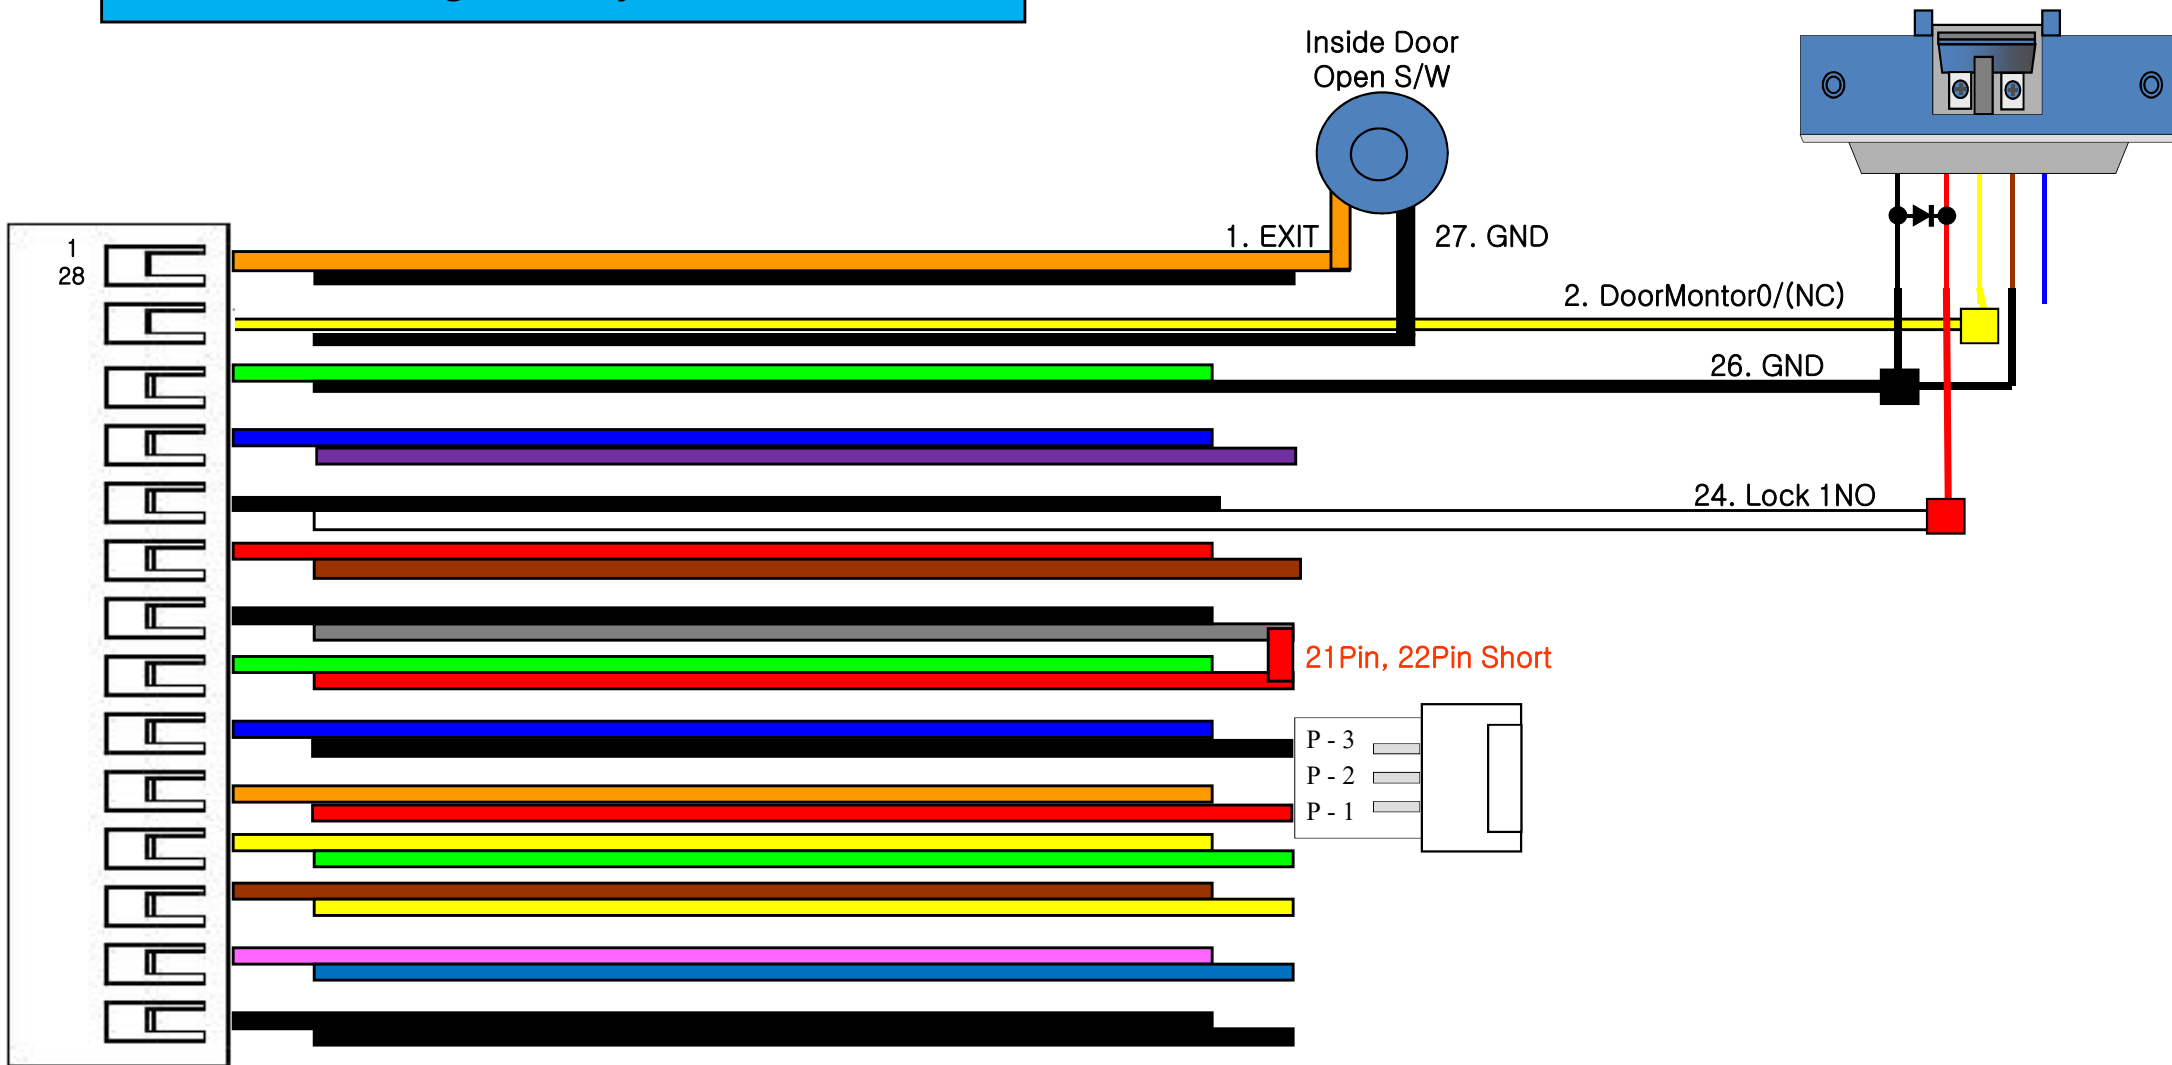 Inside Door
Open S/W
1. EXIT
27. GND
1
28
2. DoorMontor0/(NC)
26. GND
24. Lock 1NO
21Pin, 22Pin Short
P - 3
P - 2
P - 1